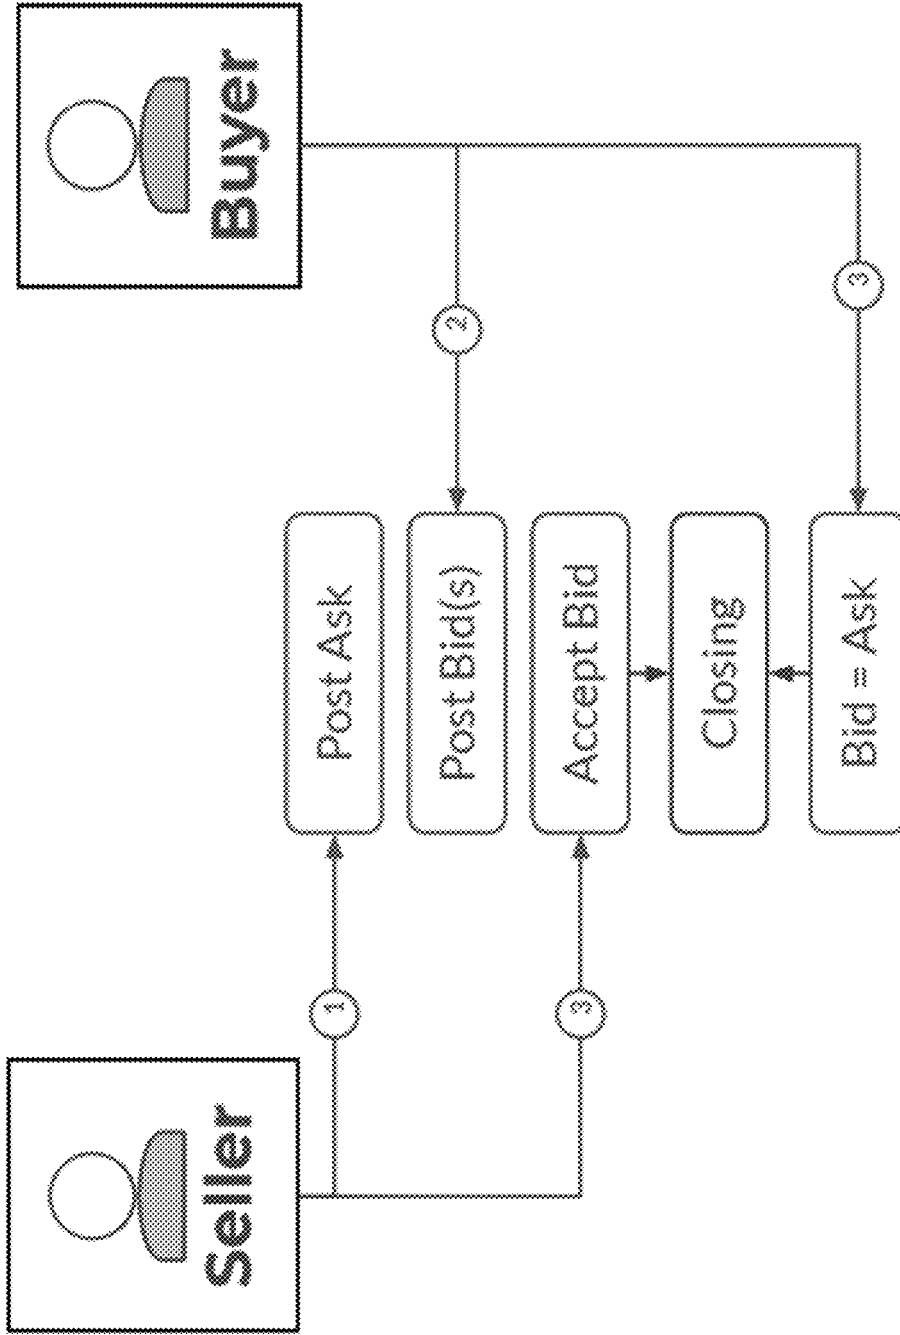 Seller
Buyer
1
Post Ask
2
Post Bid(s)
3
Accept Bid
Closing
3
Bid = Ask